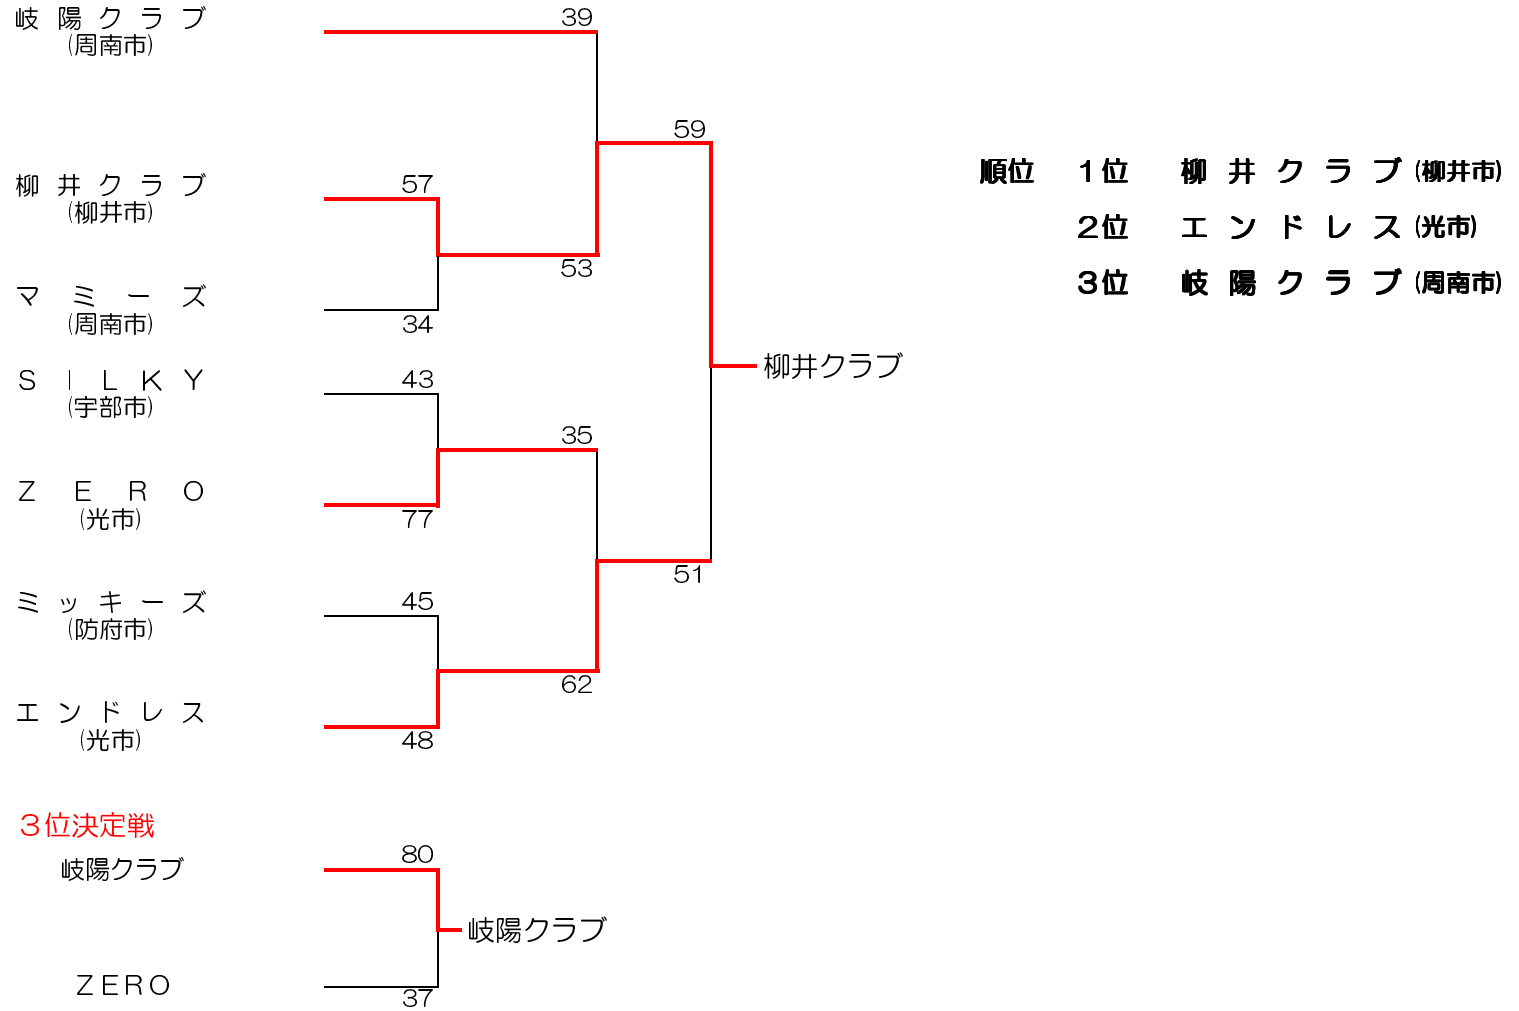 岐陽クラブ
(周南市)
39
59
柳井クラブ
(柳井市)
57
53
マミーズ
(周南市)
34
柳井クラブ
SILKY
(宇部市)
43
35
ZERO
(光市)
77
51
ミッキーズ
(防府市)
45
62
エンドレス
(光市)
48
順位 1位 柳井クラブ (柳井市)
2位 エンドレス (光市)
3位 岐陽クラブ (周南市)
3位決定戦
岐陽クラブ
80
岐陽クラブ
ZERO
37